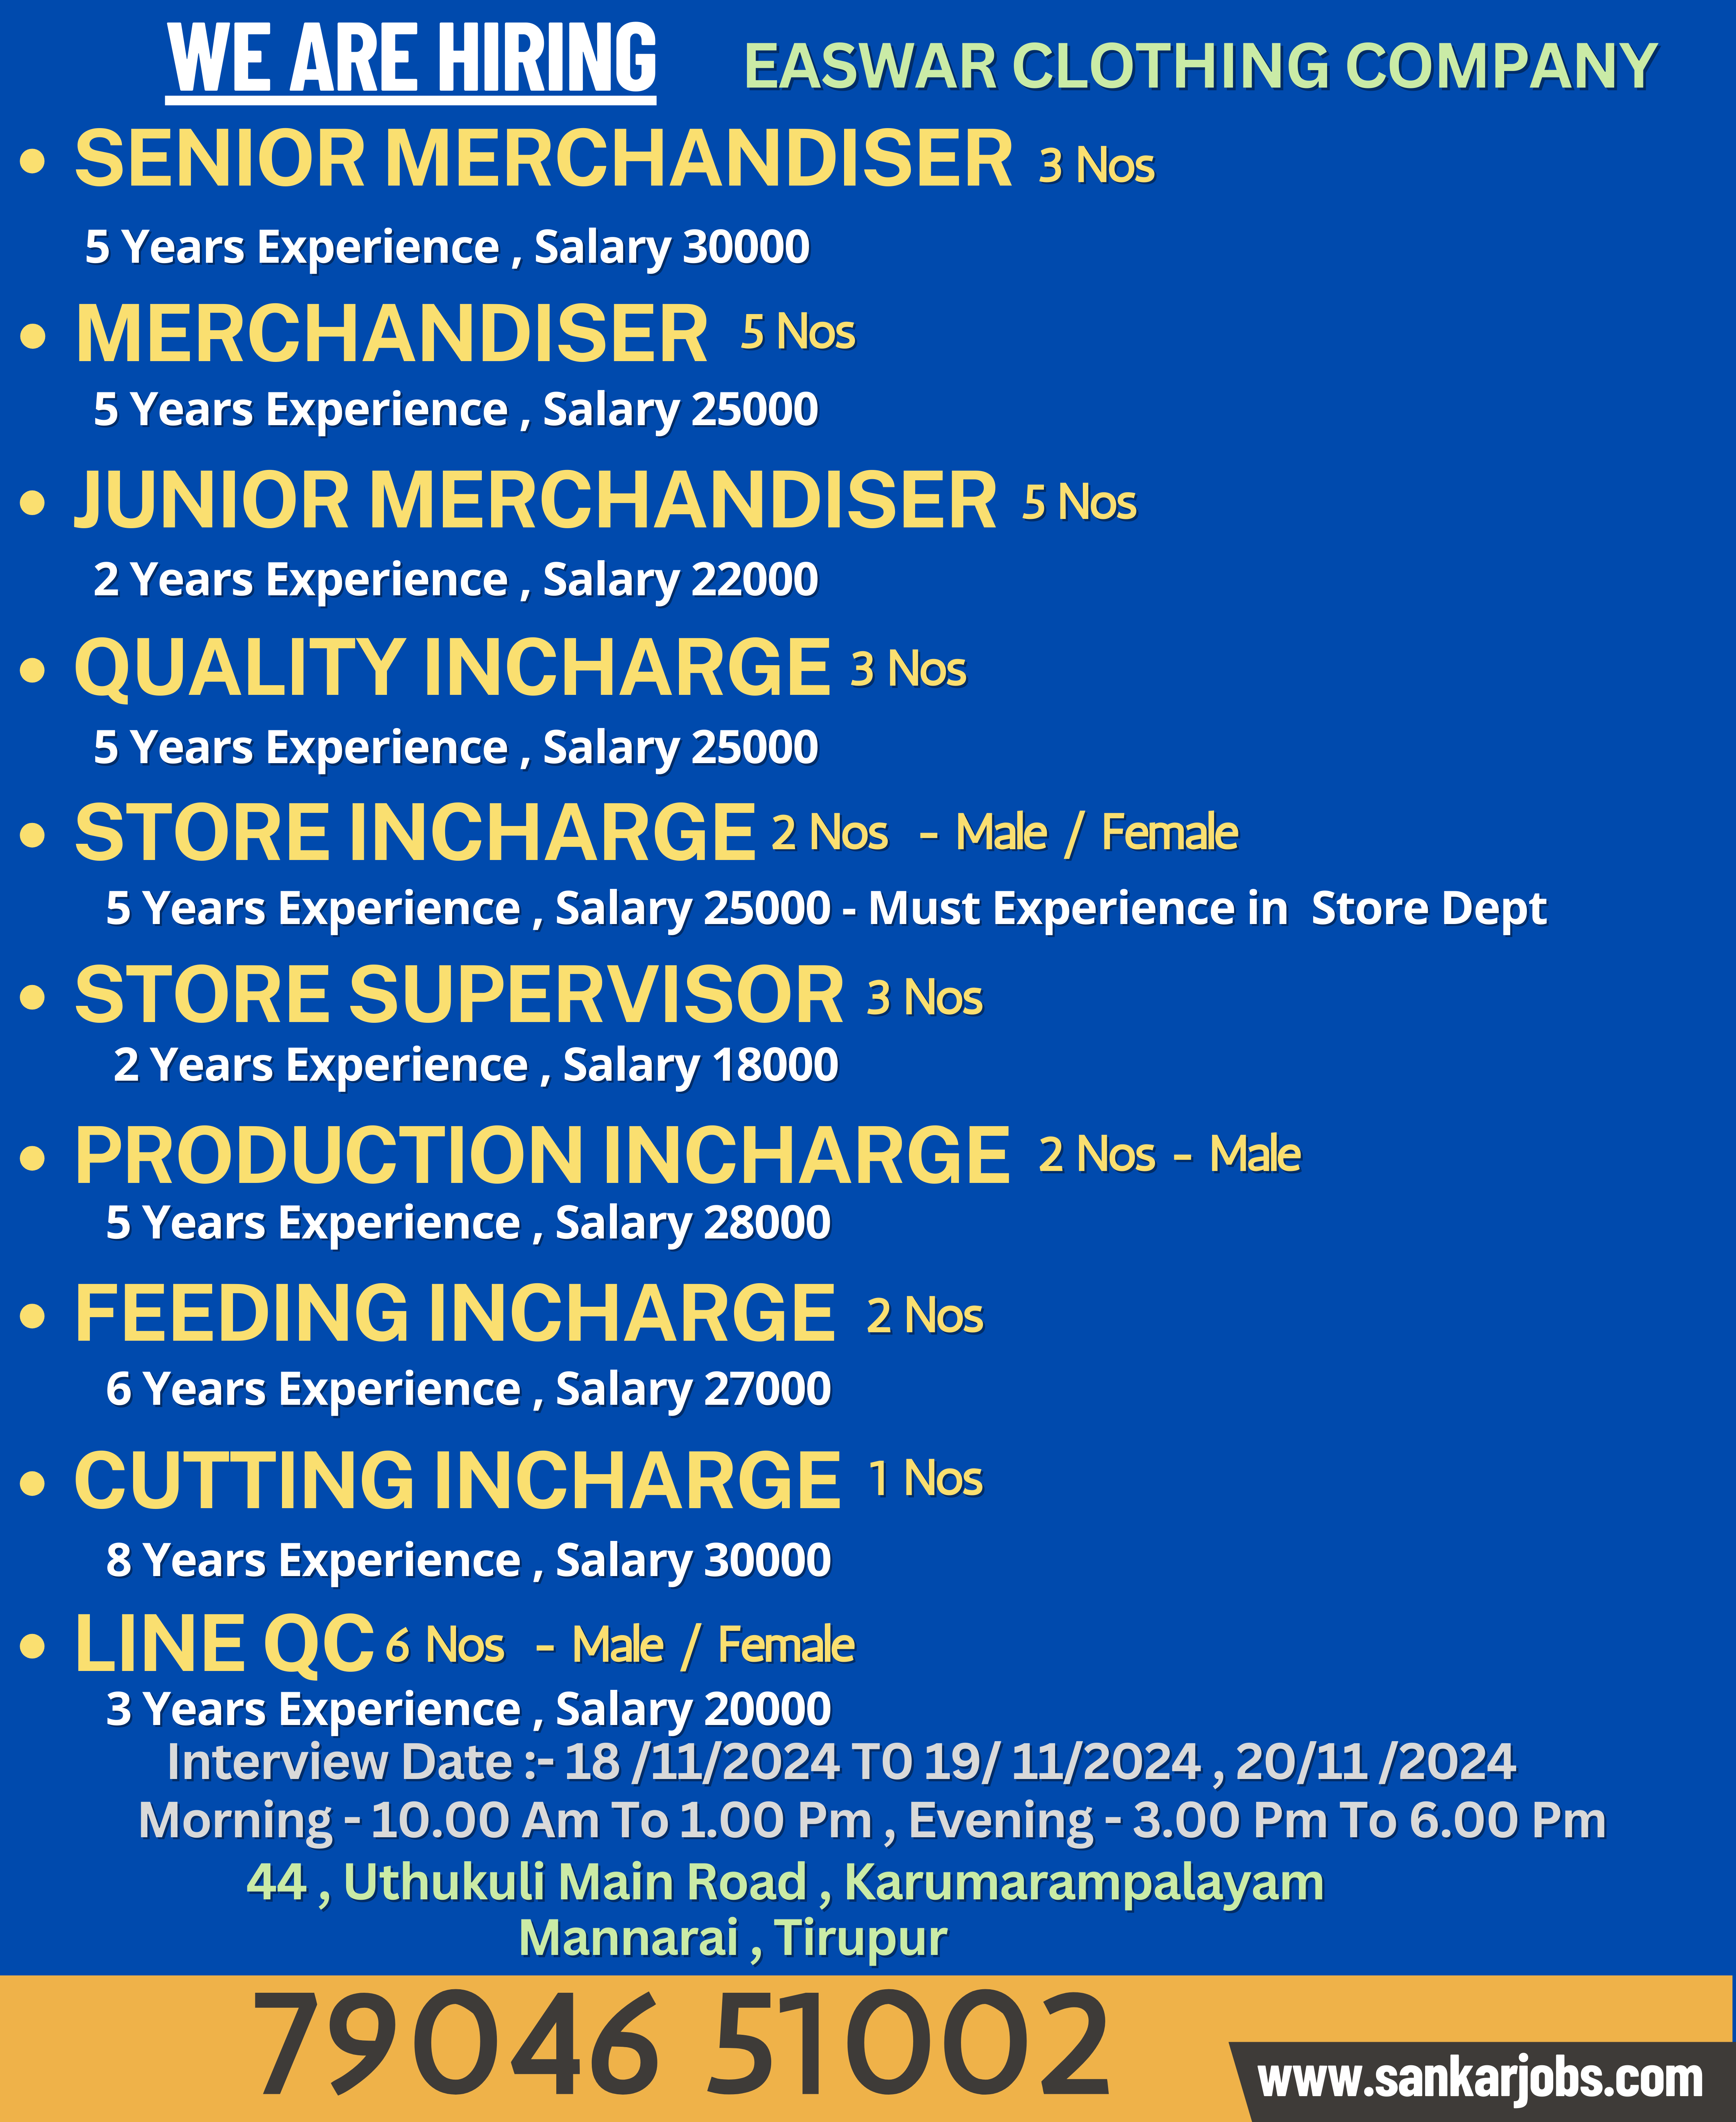 WE ARE HIRING EASWAR CLOTHING COMPANY
• SENIOR MERCHANDISER 3 Nos
5 Years Experience , Salary 30000
• MERCHANDISER 5 Nos
5 Years Experience , Salary 25000
• JUNIOR MERCHANDISER 5 Nos
2 Years Experience , Salary 22000
• QUALITY INCHARGE 3 Nos
5 Years Experience , Salary 25000
• STORE INCHARGE 2 Nos - Male / Female
5 Years Experience , Salary 25000 - Must Experience in Store Dept
• STORE SUPERVISOR 3 Nos
2 Years Experience , Salary 18000
• PRODUCTION INCHARGE 2 Nos - Male
5 Years Experience , Salary 28000
• FEEDING INCHARGE 2 Nos
6 Years Experience , Salary 27000
• CUTTING INCHARGE 1 Nos
8 Years Experience , Salary 30000
• LINE QC 6 Nos - Male / Female
3 Years Experience , Salary 20000
Interview Date :- 18 /11/2024 T0 19/ 11/2024 , 20/11 /2024
Morning - 10.00 Am To 1.00 Pm , Evening - 3.00 Pm To 6.00 Pm
44 , Uthukuli Main Road , Karumarampalayam
Mannarai , Tirupur
79046 51002
www.sankarjobs.com